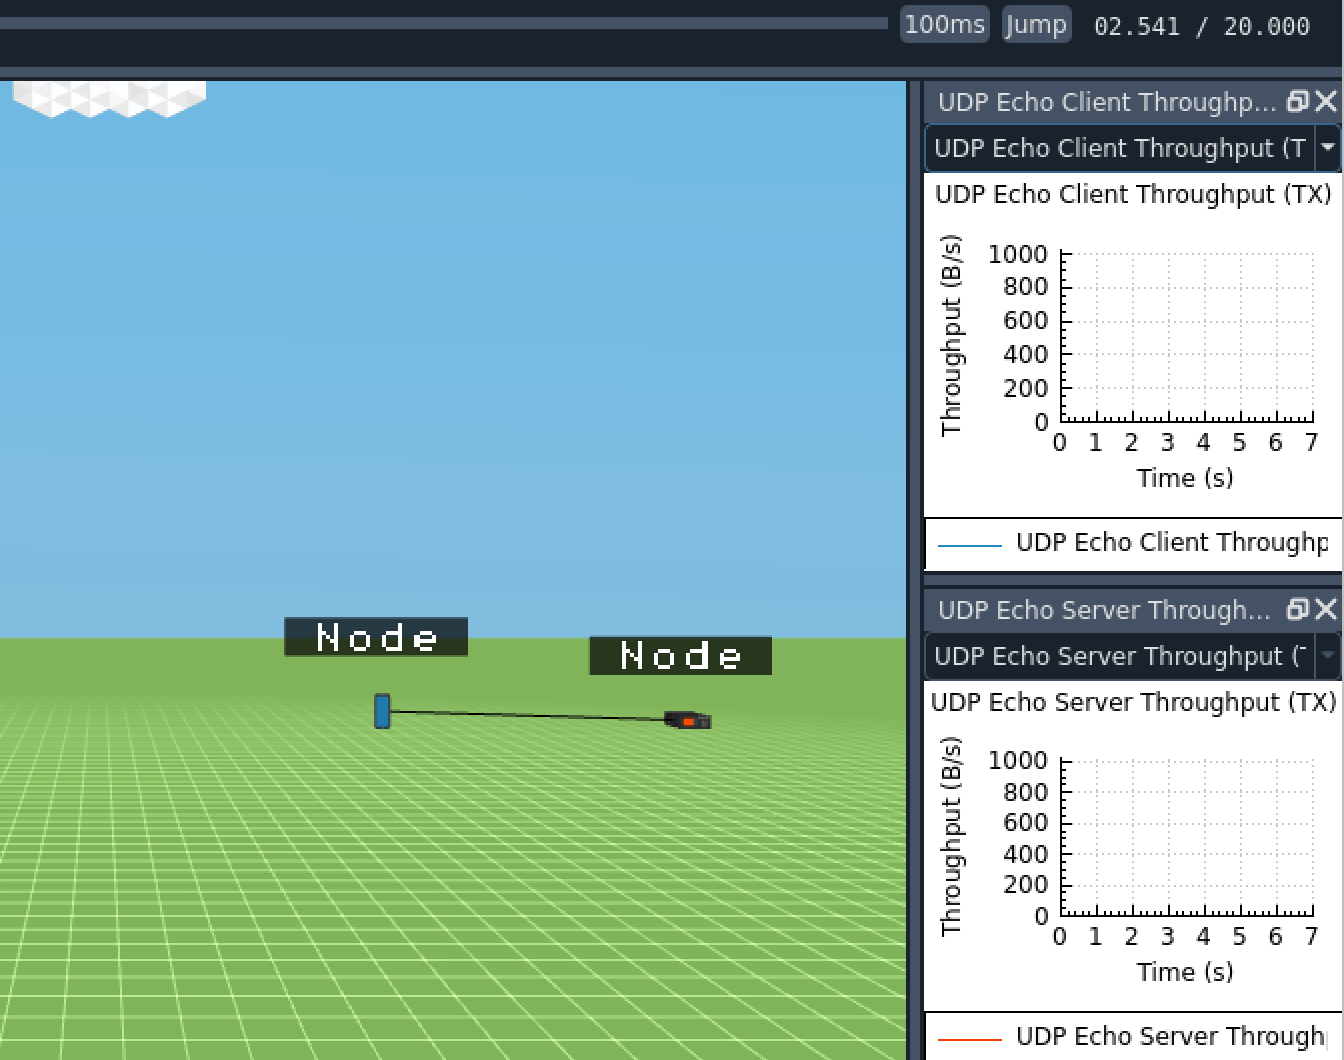 100ms Jump 02.541 / 20.000
UDP Echo Client Throughp...
UDP Echo Client Throughput (T
UDP Echo Client Throughput (TX)
Throughput (B/s)
1000
800
600
400
200
0
0 1 2 3 4 5 6 7
Time (s)
UDP Echo Client Throughp
Node
Node
UDP Echo Server Through...
UDP Echo Server Throughput (T
UDP Echo Server Throughput (TX)
Throughput (B/s)
1000
800
600
400
200
0
0 1 2 3 4 5 6 7
Time (s)
UDP Echo Server Through